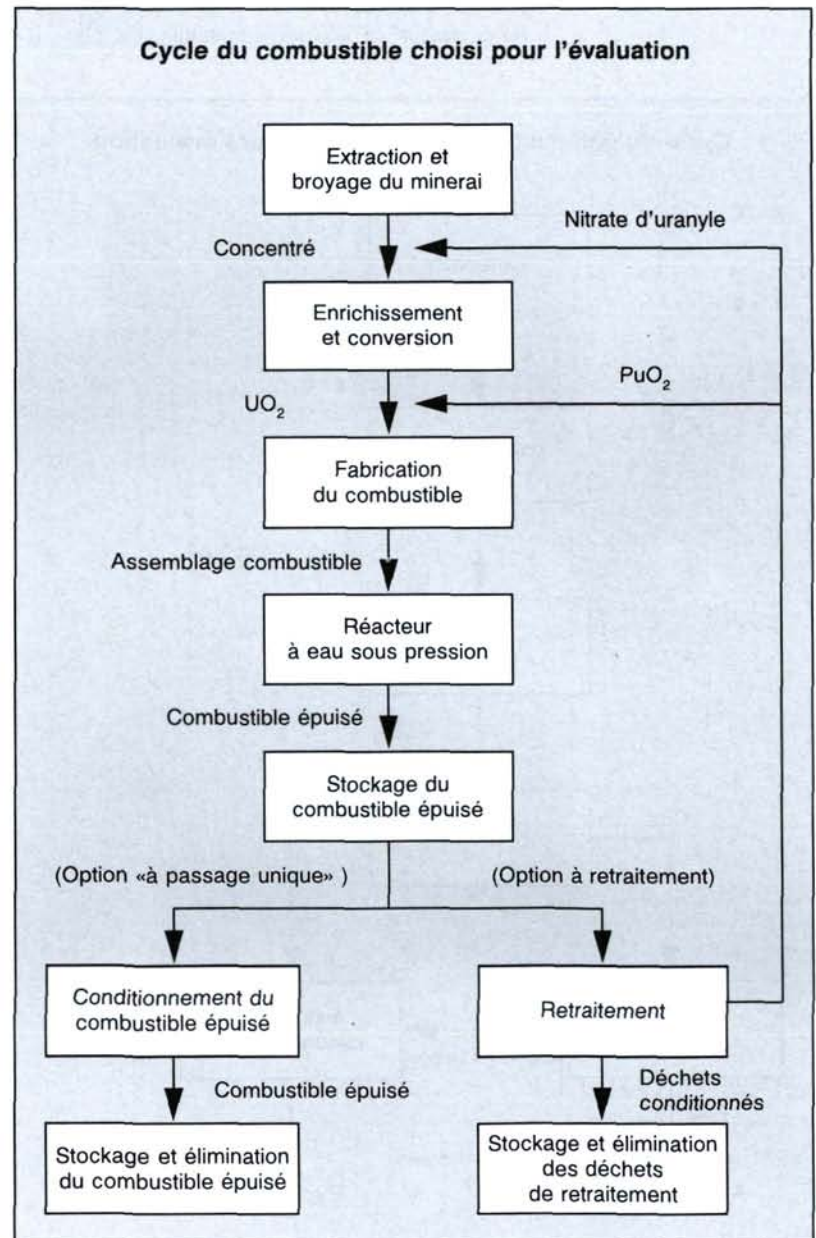 Cycle du combustible choisi pour l'évaluation
Extraction et
broyage du minerai
Nitrate d'uranyle
Concentré
Enrichissement
et conversion
PuO₂
UO₂
Fabrication
du combustible
Assemblage combustible
Réacteur
à eau sous pression
Combustible épuisé
Stockage du
combustible épuisé
(Option «à passage unique» )
(Option à retraitement)
Conditionnement du
combustible épuisé
Retraitement
Combustible épuisé
Déchets
conditionnés
Stockage et élimination
du combustible épuisé
Stockage et élimination
des déchets
de retraitement